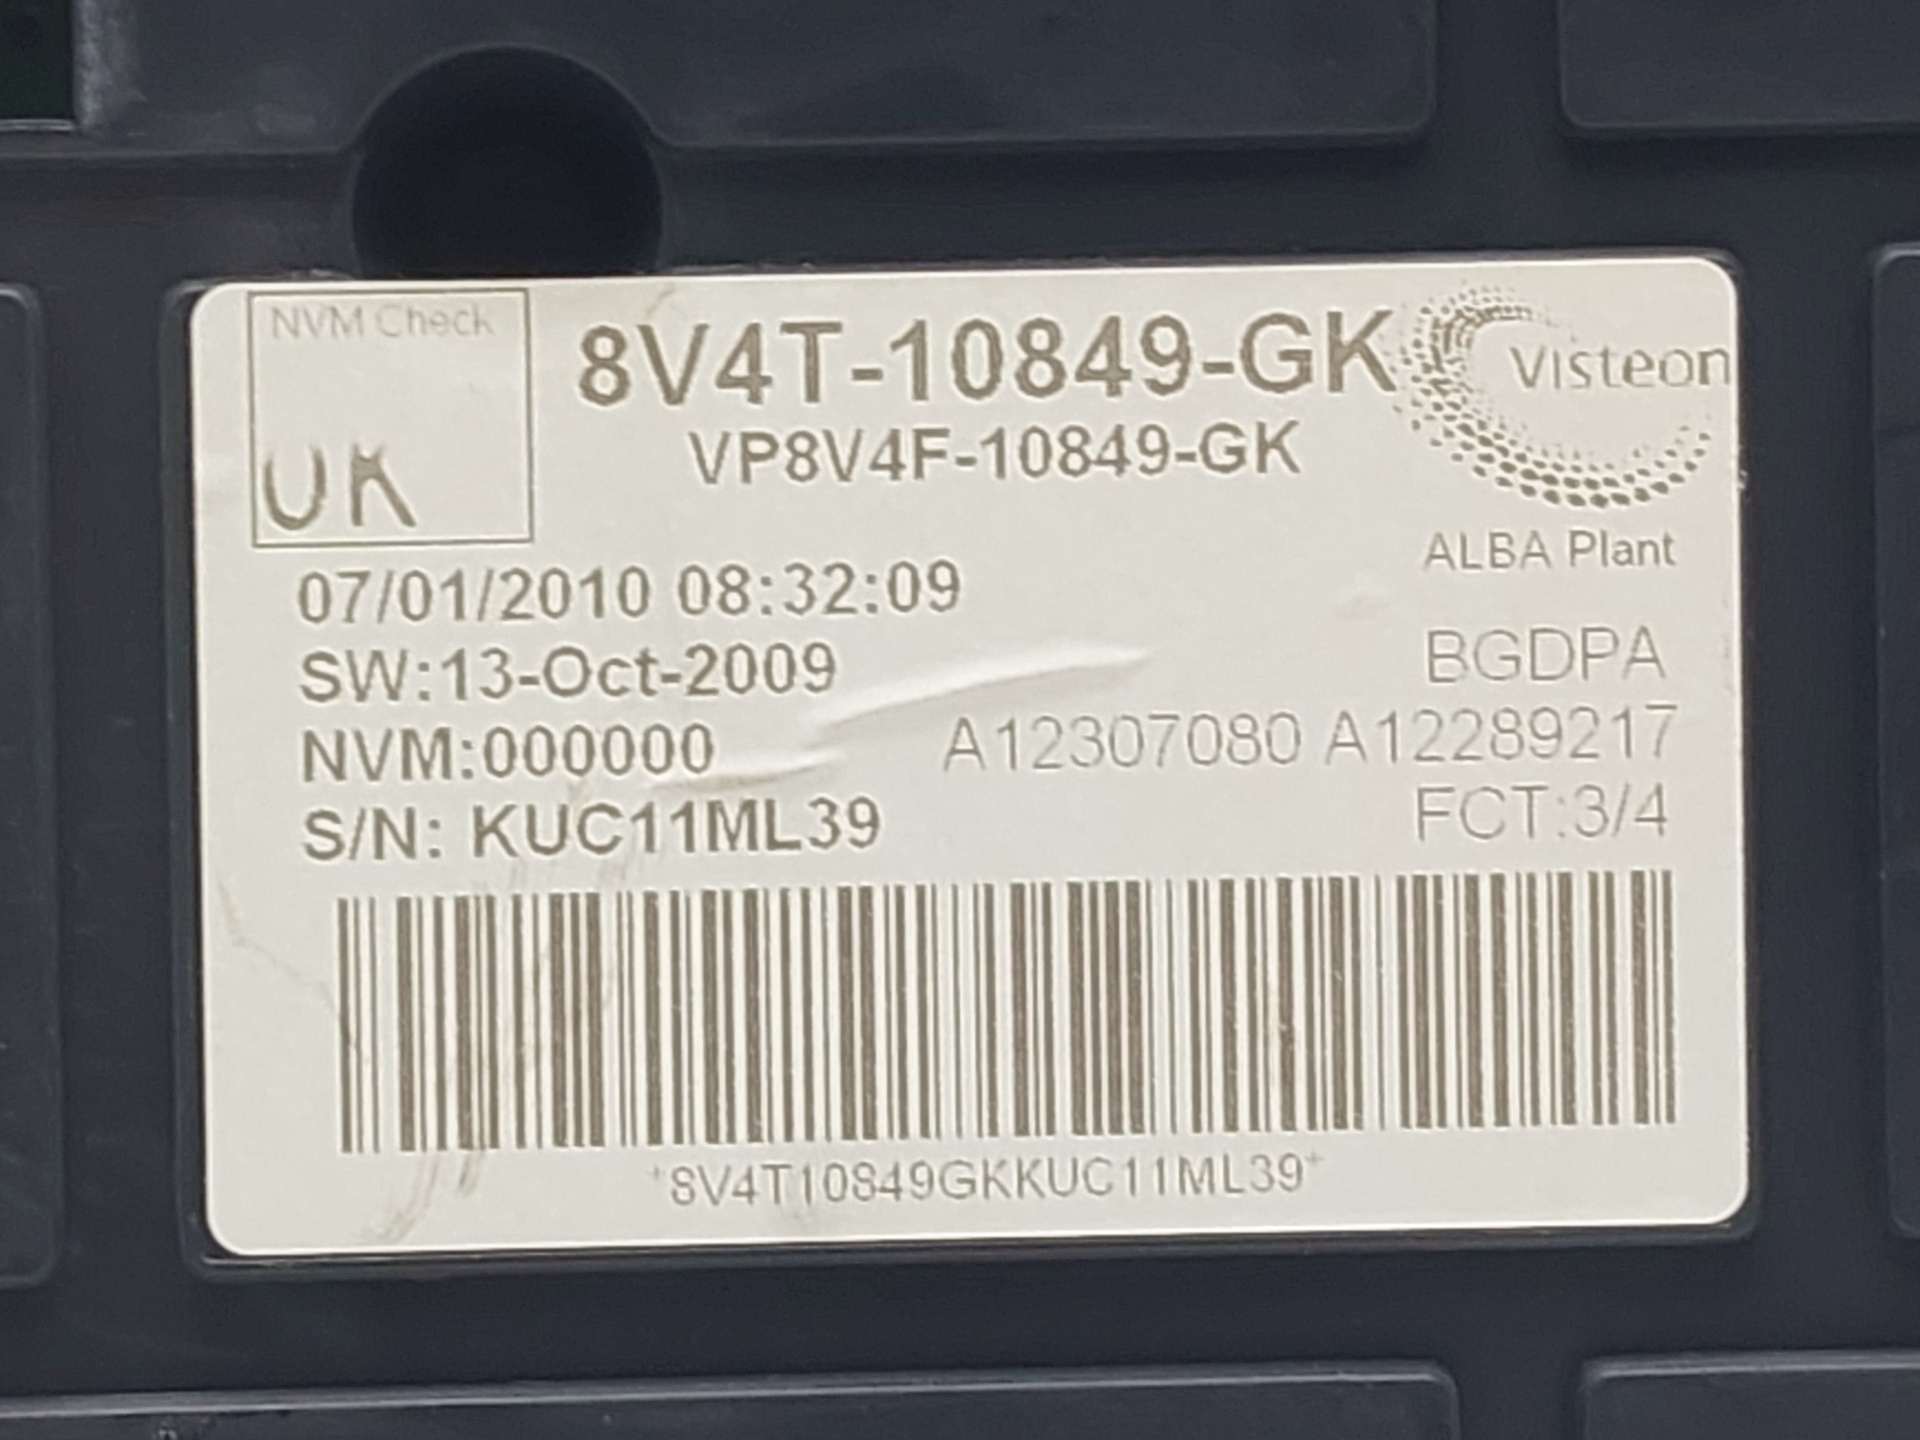 NVM Check
UK
8V4T-10849-GK
VP8V4F-10849-GK
Visteon
ALBA Plant
07/01/2010 08:32:09
SW:13-Oct-2009
BGDPA
NVM:000000
A12307080 A12289217
S/N: KUC11ML39
FCT:3/4
*8V4T10849GKKUC11ML39*